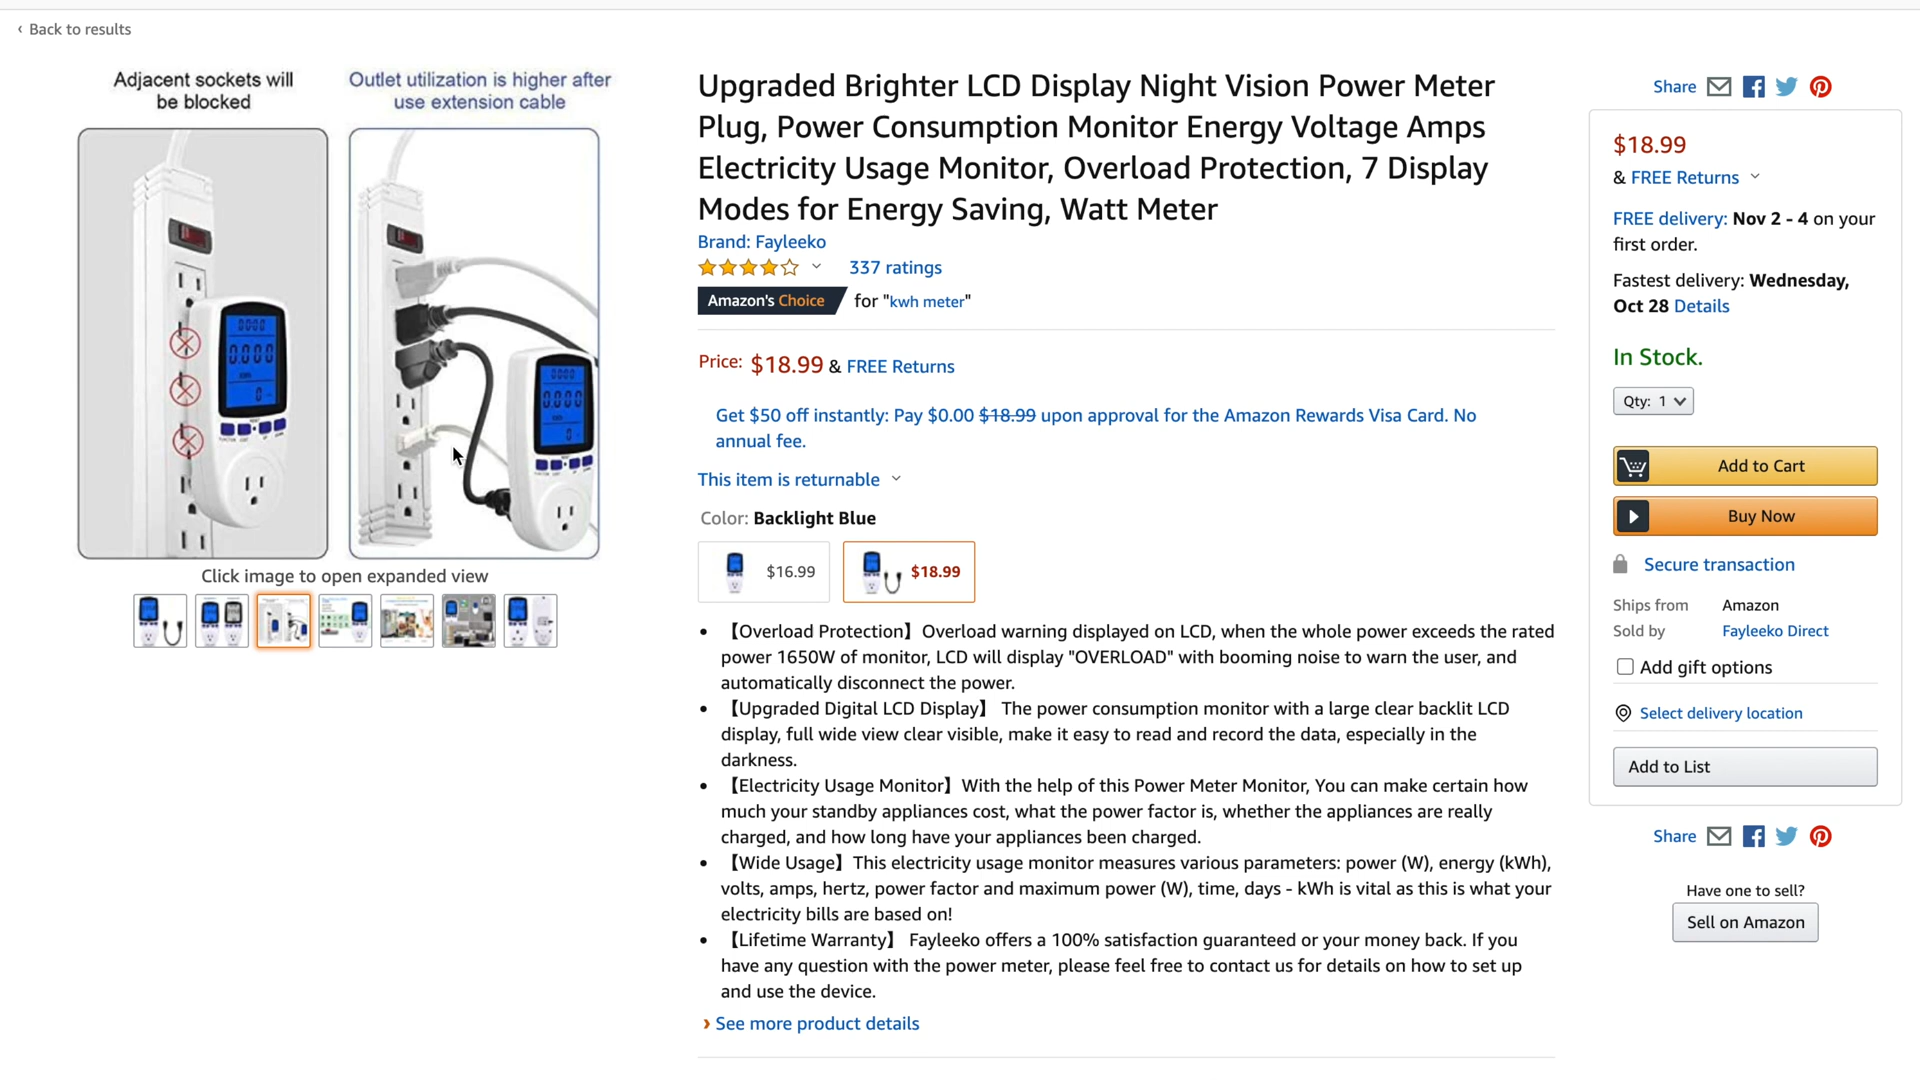 ‹ Back to results
Adjacent sockets will
be blocked
Outlet utilization is higher after
use extension cable
Click image to open expanded view
Upgraded Brighter LCD Display Night Vision Power Meter
Plug, Power Consumption Monitor Energy Voltage Amps
Electricity Usage Monitor, Overload Protection, 7 Display
Modes for Energy Saving, Watt Meter
Brand: Fayleeko
337 ratings
Amazon's Choice for "kwh meter"
Price: $18.99 & FREE Returns
Get $50 off instantly: Pay $0.00 $18.99 upon approval for the Amazon Rewards Visa Card. No
annual fee.
This item is returnable
Color: Backlight Blue
$16.99
$18.99
• 【Overload Protection】Overload warning displayed on LCD, when the whole power exceeds the rated
power 1650W of monitor, LCD will display "OVERLOAD" with booming noise to warn the user, and
automatically disconnect the power.
• 【Upgraded Digital LCD Display】 The power consumption monitor with a large clear backlit LCD
display, full wide view clear visible, make it easy to read and record the data, especially in the
darkness.
• 【Electricity Usage Monitor】With the help of this Power Meter Monitor, You can make certain how
much your standby appliances cost, what the power factor is, whether the appliances are really
charged, and how long have your appliances been charged.
• 【Wide Usage】This electricity usage monitor measures various parameters: power (W), energy (kWh),
volts, amps, hertz, power factor and maximum power (W), time, days - kWh is vital as this is what your
electricity bills are based on!
• 【Lifetime Warranty】 Fayleeko offers a 100% satisfaction guaranteed or your money back. If you
have any question with the power meter, please feel free to contact us for details on how to set up
and use the device.
› See more product details
Share
$18.99
& FREE Returns
FREE delivery: Nov 2 - 4 on your
first order.
Fastest delivery: Wednesday,
Oct 28 Details
In Stock.
Qty: 1
Add to Cart
Buy Now
Secure transaction
Ships from Amazon
Sold by Fayleeko Direct
Add gift options
Select delivery location
Add to List
Share
Have one to sell?
Sell on Amazon